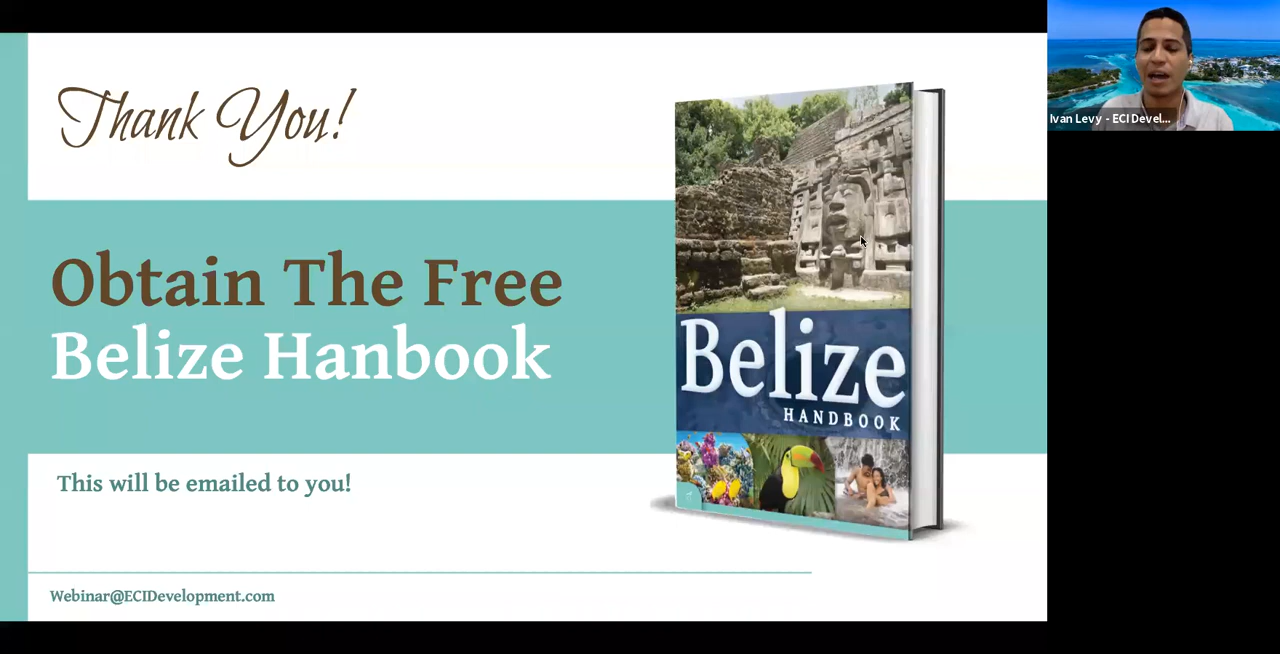 Thank You!
Obtain The Free
Belize Hanbook
This will be emailed to you!
Webinar@ECIDevelopment.com
Belize
HANDBOOK
Ivan Levy - ECI Devel...